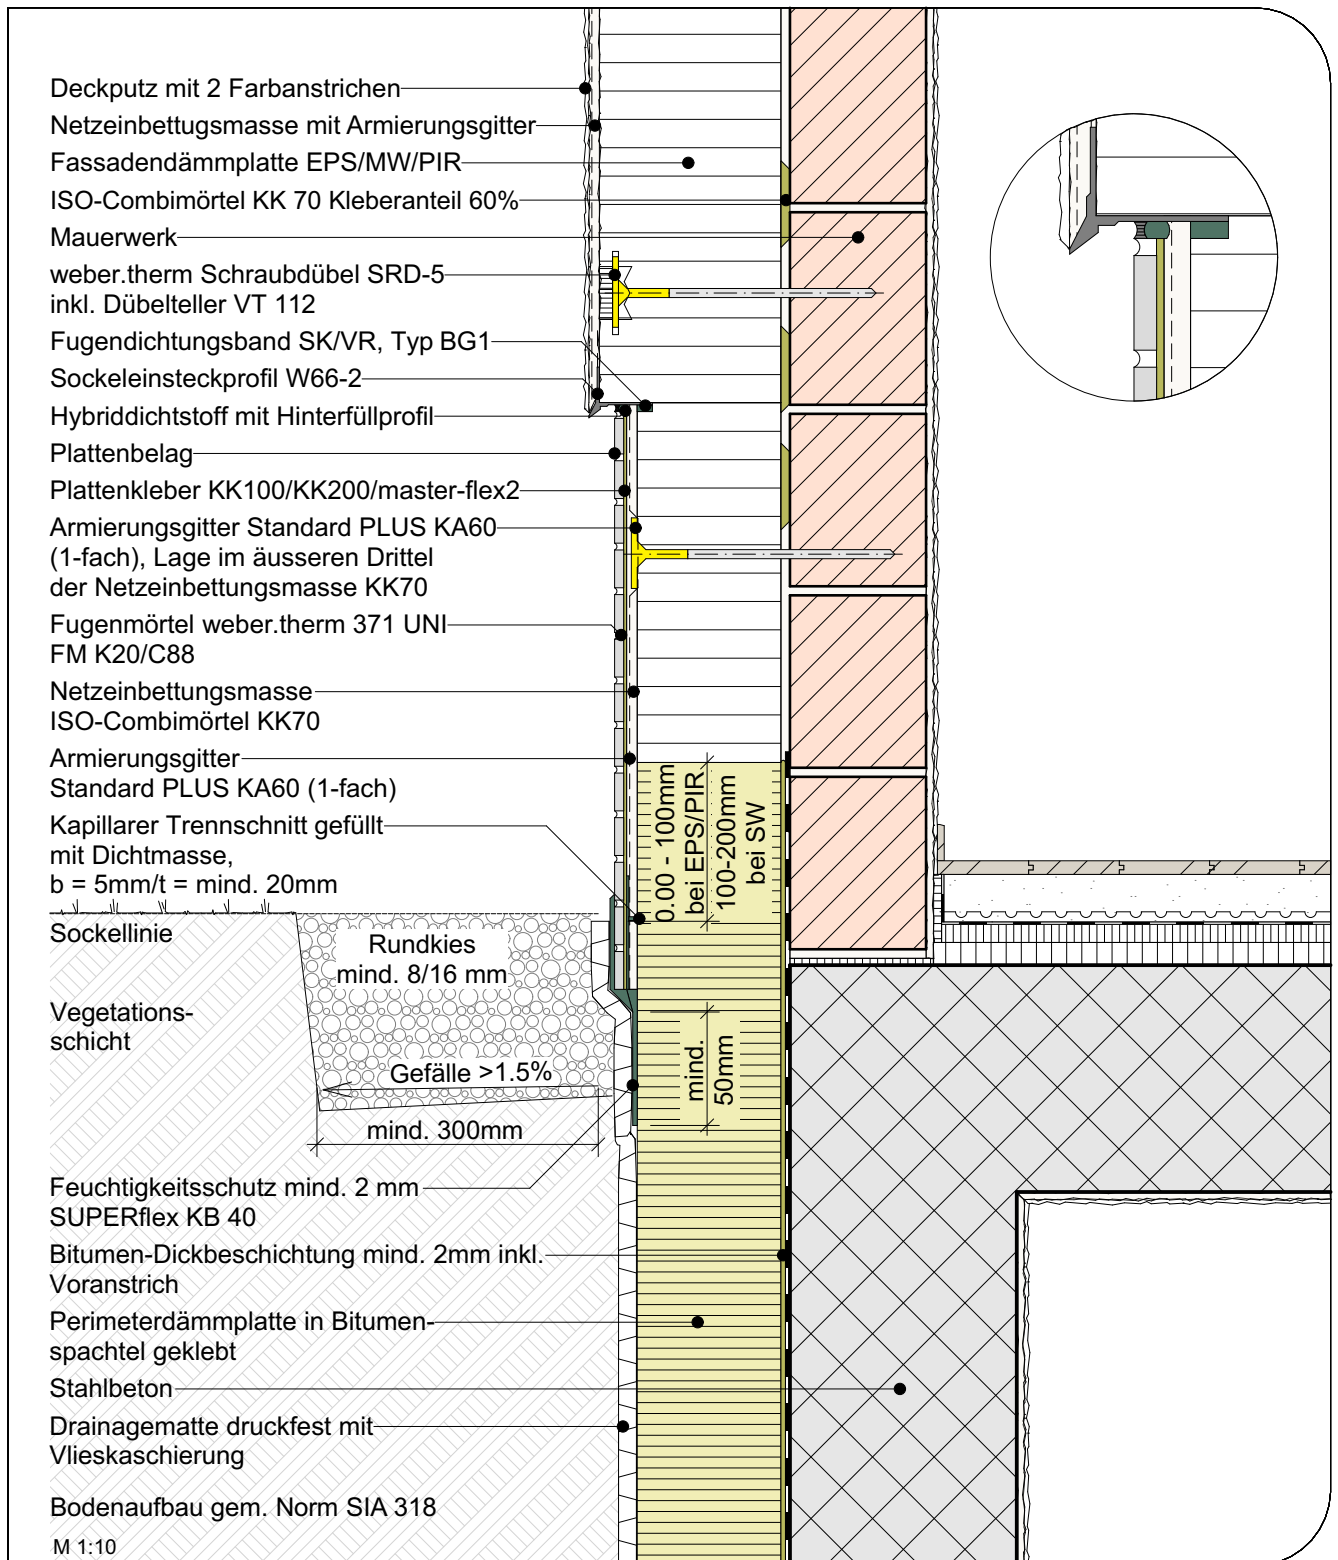 Deckputz mit 2 Farbanstrichen
Netzeinbettugsmasse mit Armierungsgitter
Fassadendämmplatte EPS/MW/PIR
ISO-Combimörtel KK 70 Kleberanteil 60%
Mauerwerk
weber.therm Schraubdübel SRD-5
inkl. Dübelteller VT 112
Fugendichtungsband SK/VR, Typ BG1
Sockeleinsteckprofil W66-2
Hybriddichtstoff mit Hinterfüllprofil
Plattenbelag
Plattenkleber KK100/KK200/master-flex2
Armierungsgitter Standard PLUS KA60
(1-fach), Lage im äusseren Drittel
der Netzeinbettungsmasse KK70
Fugenmörtel weber.therm 371 UNI
FM K20/C88
Netzeinbettungsmasse
ISO-Combimörtel KK70
Armierungsgitter
Standard PLUS KA60 (1-fach)
Kapillarer Trennschnitt gefüllt
mit Dichtmasse,
b = 5mm/t = mind. 20mm
0.00 - 100mm
bei EPS/PIR
100-200mm
bei SW
Sockellinie
Rundkies
mind. 8/16 mm
Vegetations-
schicht
Gefälle >1.5%
mind. 300mm
mind.
50mm
Feuchtigkeitsschutz mind. 2 mm
SUPERflex KB 40
Bitumen-Dickbeschichtung mind. 2mm inkl.
Voranstrich
Perimeterdämmplatte in Bitumen-
spachtel geklebt
Stahlbeton
Drainagematte druckfest mit
Vlieskaschierung
Bodenaufbau gem. Norm SIA 318
M 1:10